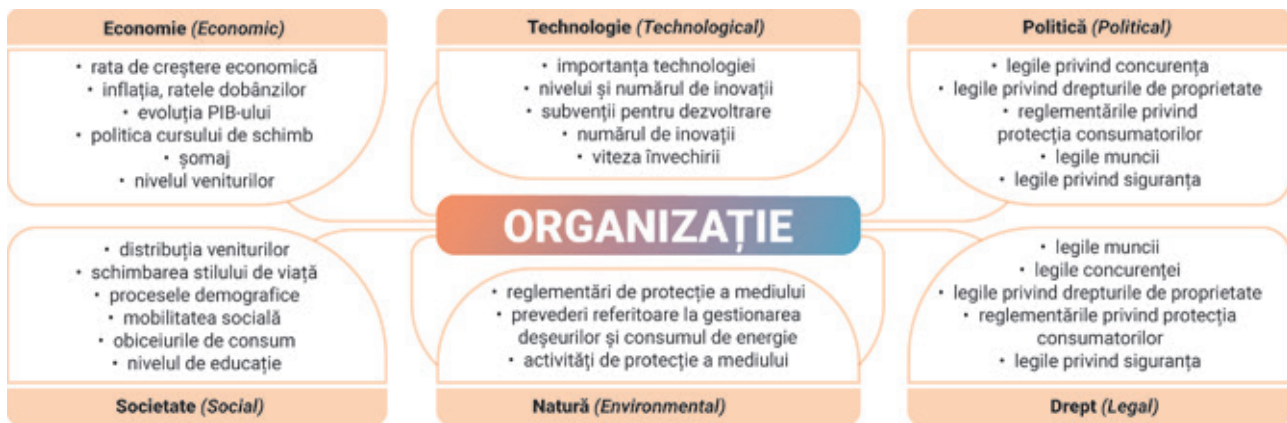 Economie (Economic)
• rata de creștere economică
• inflația, ratele dobânzilor
• evoluția PIB-ului
• politica cursului de schimb
• șomaj
• nivelul veniturilor
Technologie (Technological)
• importanța technologiei
• nivelui și numărul de inovații
• subvenții pentru dezvoltrare
• numărul de inovații
• viteza învechirii
Politică (Political)
• legile privind concurența
• legile privind drepturile de proprietate
• reglementările privind
protecția consumatorilor
• legile muncii
• legile privind siguranța
ORGANIZAȚIE
• distribuția veniturilor
• schimbarea stilului de viață
• procesele demografice
• mobilitatea socială
• obiceiurile de consum
• nivelul de educație
Societate (Social)
• reglementări de protecție a mediului
• prevederi referitoare la gestionarea
deșeurilor și consumul de energie
• activități de protecție a mediului
Natură (Environmental)
• legile muncii
• legile concurenței
• legile privind drepturile de proprietate
• reglementările privind protecția
consumatorilor
• legile privind siguranța
Drept (Legal)